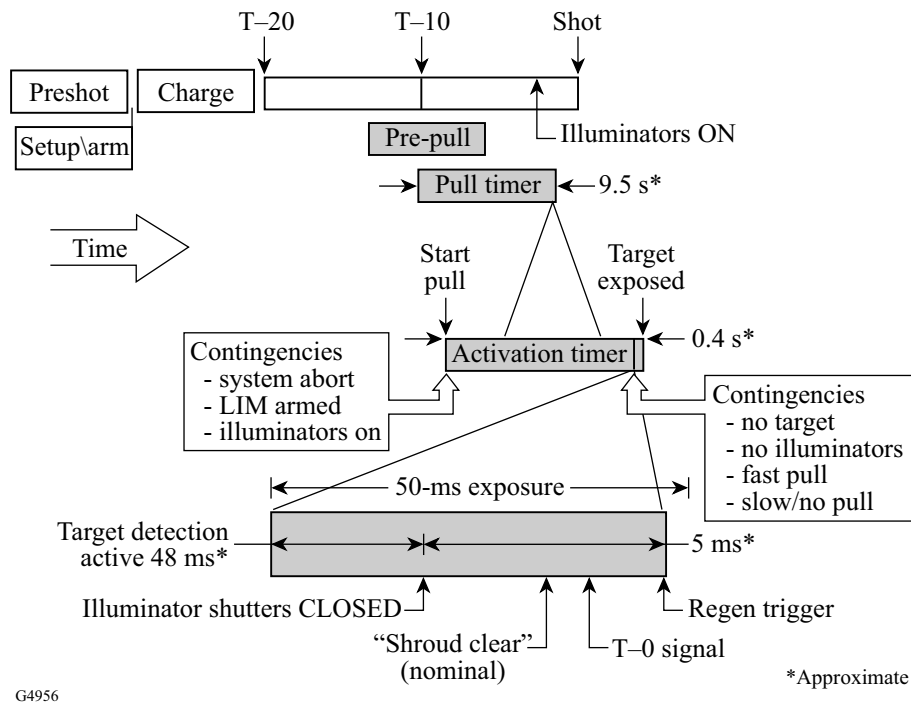 T–20
T–10
Shot
Preshot
Charge
Setup\arm
Illuminators ON
Pre-pull
Pull timer
9.5 s*
Time
Start
pull
Target
exposed
Activation timer
0.4 s*
Contingencies
- system abort
- LIM armed
- illuminators on
Contingencies
- no target
- no illuminators
- fast pull
- slow/no pull
50-ms exposure
Target detection
active 48 ms*
5 ms*
Illuminator shutters CLOSED
Regen trigger
“Shroud clear”
(nominal)
T–0 signal
*Approximate
G4956